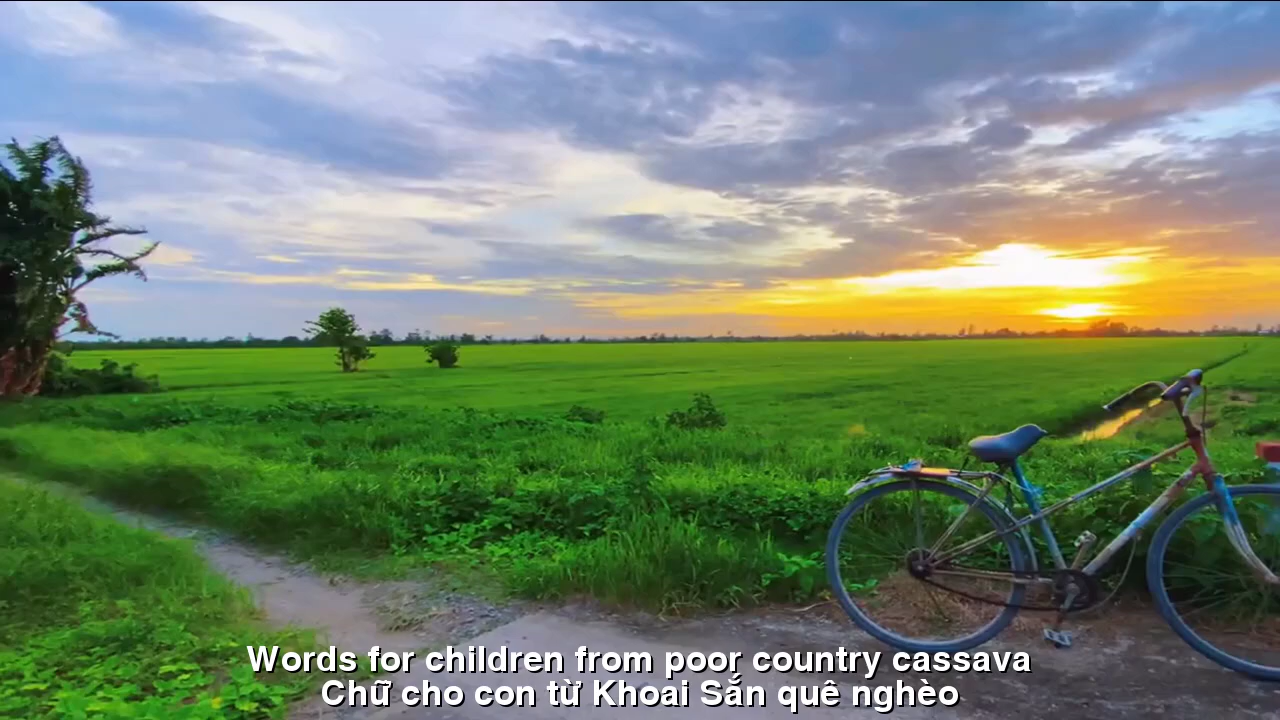 Words for children from poor country cassava
Chữ cho con từ Khoai Sắn quê nghèo